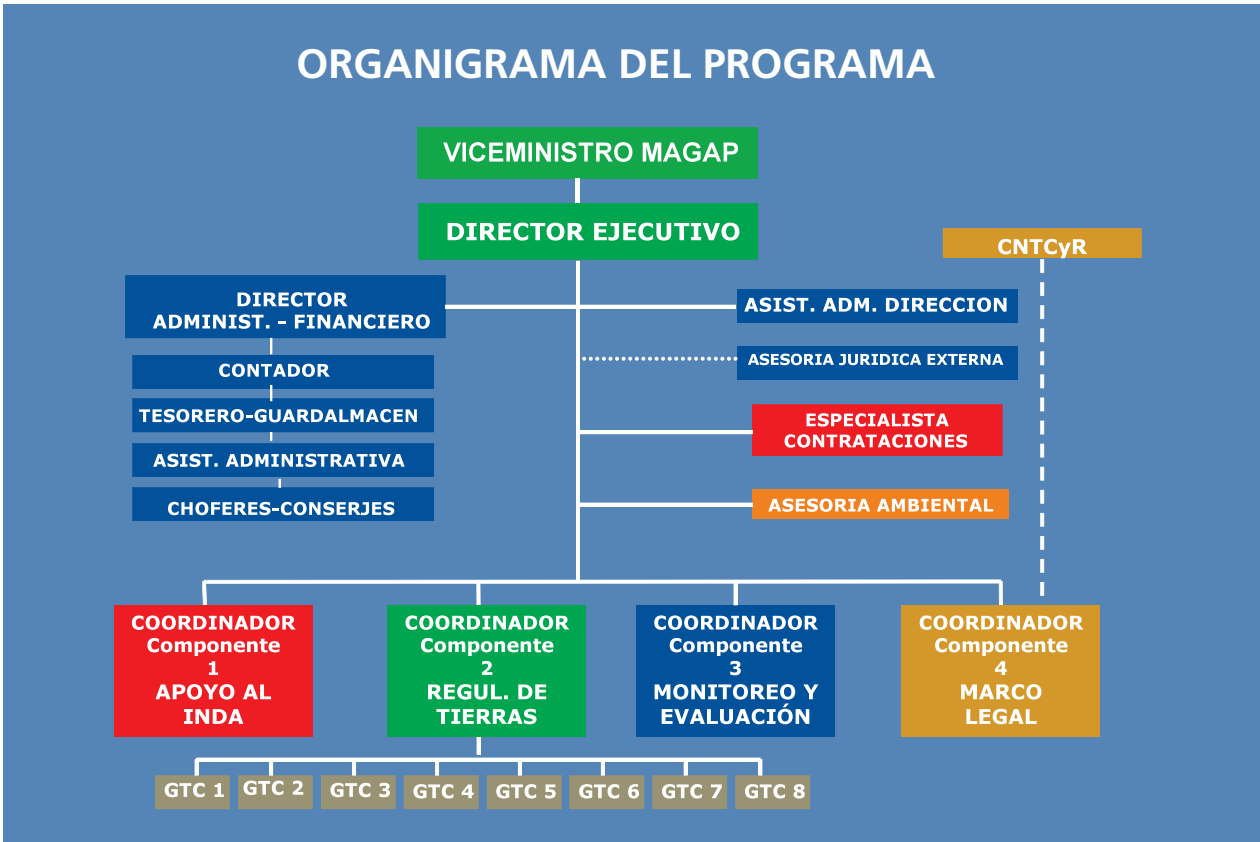 ORGANIGRAMA DEL PROGRAMA
VICEMINISTRO MAGAP
DIRECTOR EJECUTIVO
CNTCyR
DIRECTOR
ADMINIST. - FINANCIERO
CONTADOR
TESORERO-GUARDALMACEN
ASIST. ADMINISTRATIVA
CHOFERES-CONSERJES
ASIST. ADM. DIRECCION
ASESORIA JURIDICA EXTERNA
ESPECIALISTA
CONTRATACIONES
ASESORIA AMBIENTAL
COORDINADOR
Componente
1
APOYO AL
INDA
COORDINADOR
Componente
2
REGUL. DE
TIERRAS
COORDINADOR
Componente
3
MONITOREO Y
EVALUACIÓN
COORDINADOR
Componente
4
MARCO
LEGAL
GTC 1
GTC 2
GTC 3
GTC 4
GTC 5
GTC 6
GTC 7
GTC 8